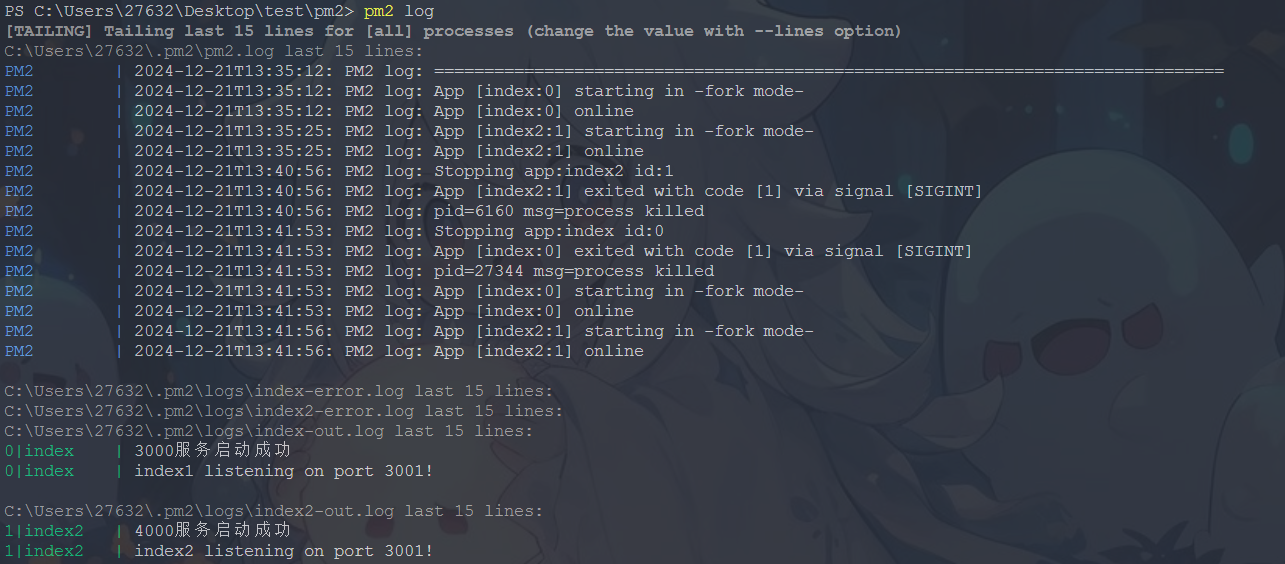 PS C:\Users\27632\Desktop\test\pm2> pm2 log
[TAILING] Tailing last 15 lines for [all] processes (change the value with --lines option)
C:\Users\27632\.pm2\pm2.log last 15 lines:
PM2 | 2024-12-21T13:35:12: PM2 log: ===============================================================================
PM2 | 2024-12-21T13:35:12: PM2 log: App [index:0] starting in -fork mode-
PM2 | 2024-12-21T13:35:12: PM2 log: App [index:0] online
PM2 | 2024-12-21T13:35:25: PM2 log: App [index2:1] starting in -fork mode-
PM2 | 2024-12-21T13:35:25: PM2 log: App [index2:1] online
PM2 | 2024-12-21T13:40:56: PM2 log: Stopping app:index2 id:1
PM2 | 2024-12-21T13:40:56: PM2 log: App [index2:1] exited with code [1] via signal [SIGINT]
PM2 | 2024-12-21T13:40:56: PM2 log: pid=6160 msg=process killed
PM2 | 2024-12-21T13:41:53: PM2 log: Stopping app:index id:0
PM2 | 2024-12-21T13:41:53: PM2 log: App [index:0] exited with code [1] via signal [SIGINT]
PM2 | 2024-12-21T13:41:53: PM2 log: pid=27344 msg=process killed
PM2 | 2024-12-21T13:41:53: PM2 log: App [index:0] starting in -fork mode-
PM2 | 2024-12-21T13:41:53: PM2 log: App [index:0] online
PM2 | 2024-12-21T13:41:56: PM2 log: App [index2:1] starting in -fork mode-
PM2 | 2024-12-21T13:41:56: PM2 log: App [index2:1] online
C:\Users\27632\.pm2\logs\index-error.log last 15 lines:
C:\Users\27632\.pm2\logs\index2-error.log last 15 lines:
C:\Users\27632\.pm2\logs\index-out.log last 15 lines:
0|index | 3000服务启动成功
0|index | index1 listening on port 3001!
C:\Users\27632\.pm2\logs\index2-out.log last 15 lines:
1|index2 | 4000服务启动成功
1|index2 | index2 listening on port 3001!